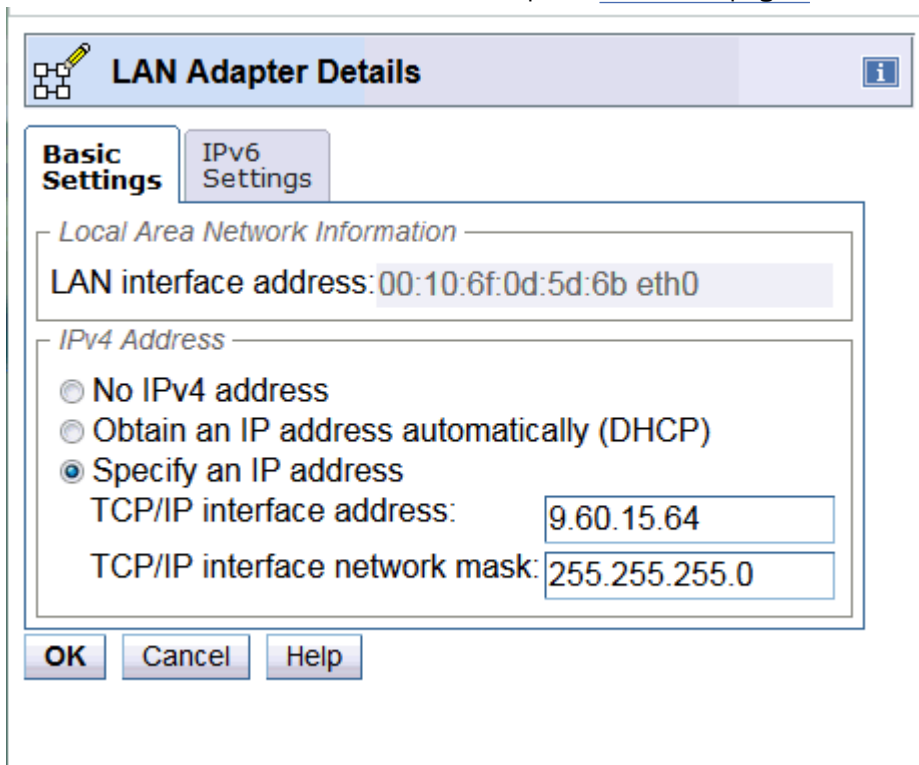 LAN Adapter Details
i
Basic
Settings
IPv6
Settings
Local Area Network Information
LAN interface address: 00:10:6f:0d:5d:6b eth0
IPv4 Address
No IPv4 address
Obtain an IP address automatically (DHCP)
Specify an IP address
TCP/IP interface address: 9.60.15.64
TCP/IP interface network mask: 255.255.255.0
OK Cancel Help